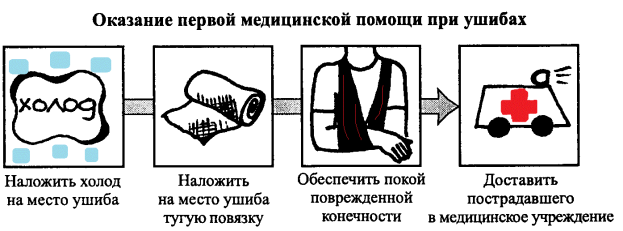 Оказание первой медицинской помощи при ушибах
холод
Наложить холод
на место ушиба
Наложить
на место ушиба
тугую повязку
Обеспечить покой
поврежденной
конечности
Доставить
пострадавшего
в медицинское учреждение